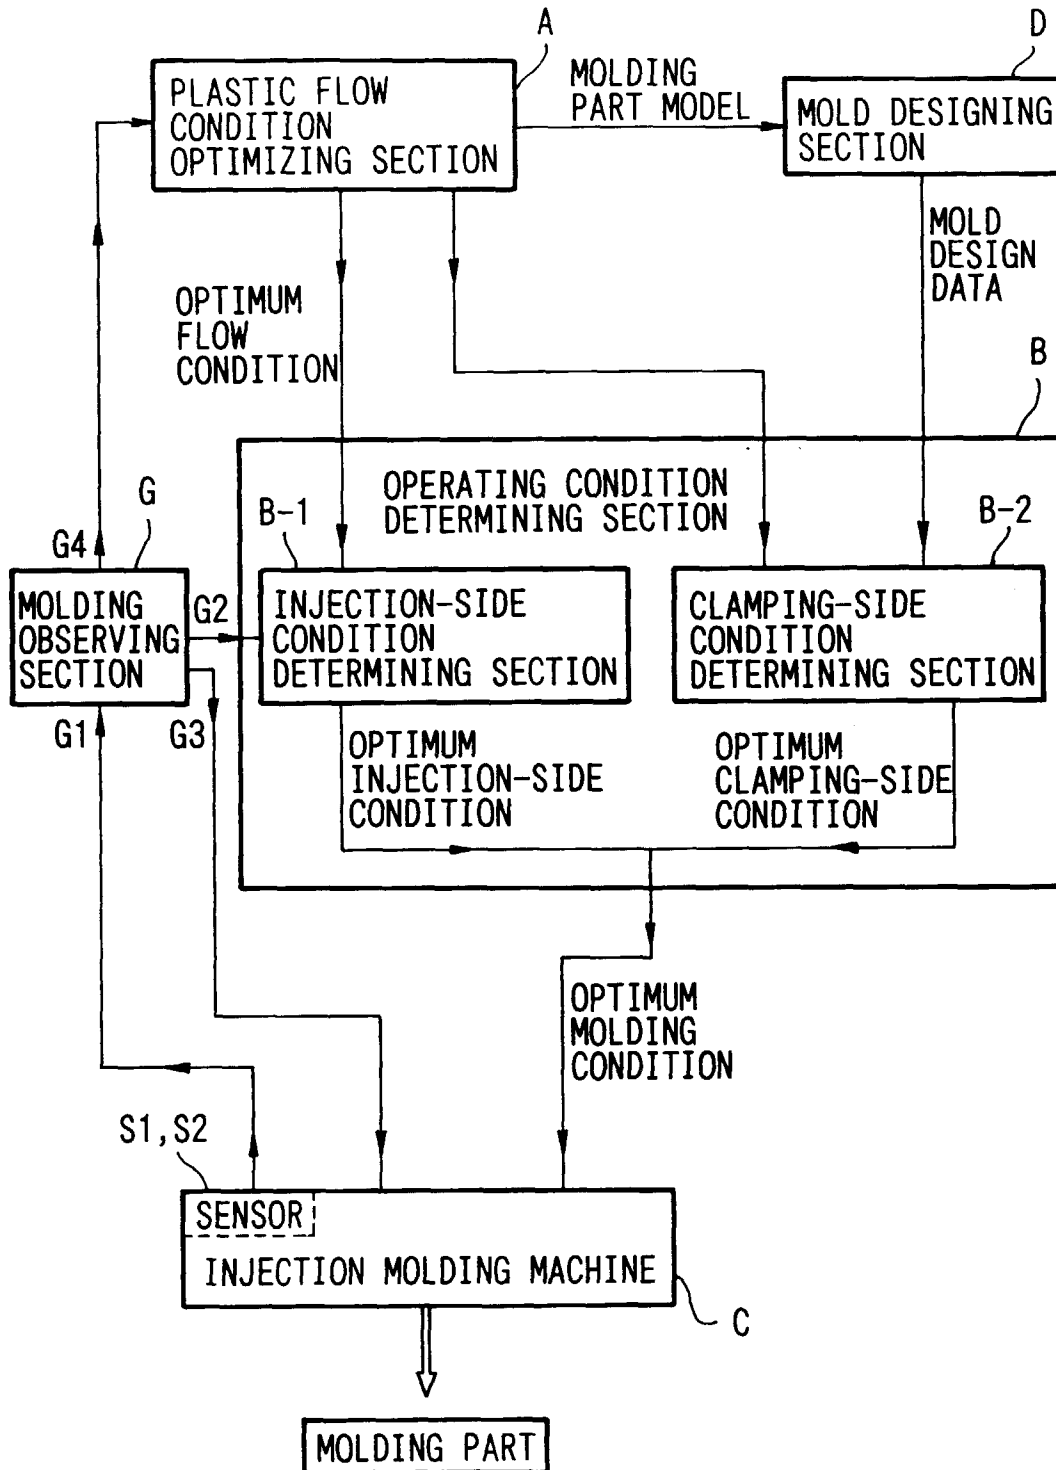 A
D
PLASTIC FLOW
CONDITION
OPTIMIZING SECTION
MOLDING
PART MODEL
MOLD DESIGNING
SECTION
MOLD
DESIGN
DATA
OPTIMUM
FLOW
CONDITION
B
OPERATING CONDITION
DETERMINING SECTION
G
B-1
B-2
G4
MOLDING
OBSERVING
SECTION
G2
INJECTION-SIDE
CONDITION
DETERMINING SECTION
CLAMPING-SIDE
CONDITION
DETERMINING SECTION
G1
G3
OPTIMUM
INJECTION-SIDE
CONDITION
OPTIMUM
CLAMPING-SIDE
CONDITION
OPTIMUM
MOLDING
CONDITION
S1,S2
SENSOR
INJECTION MOLDING MACHINE
C
MOLDING PART